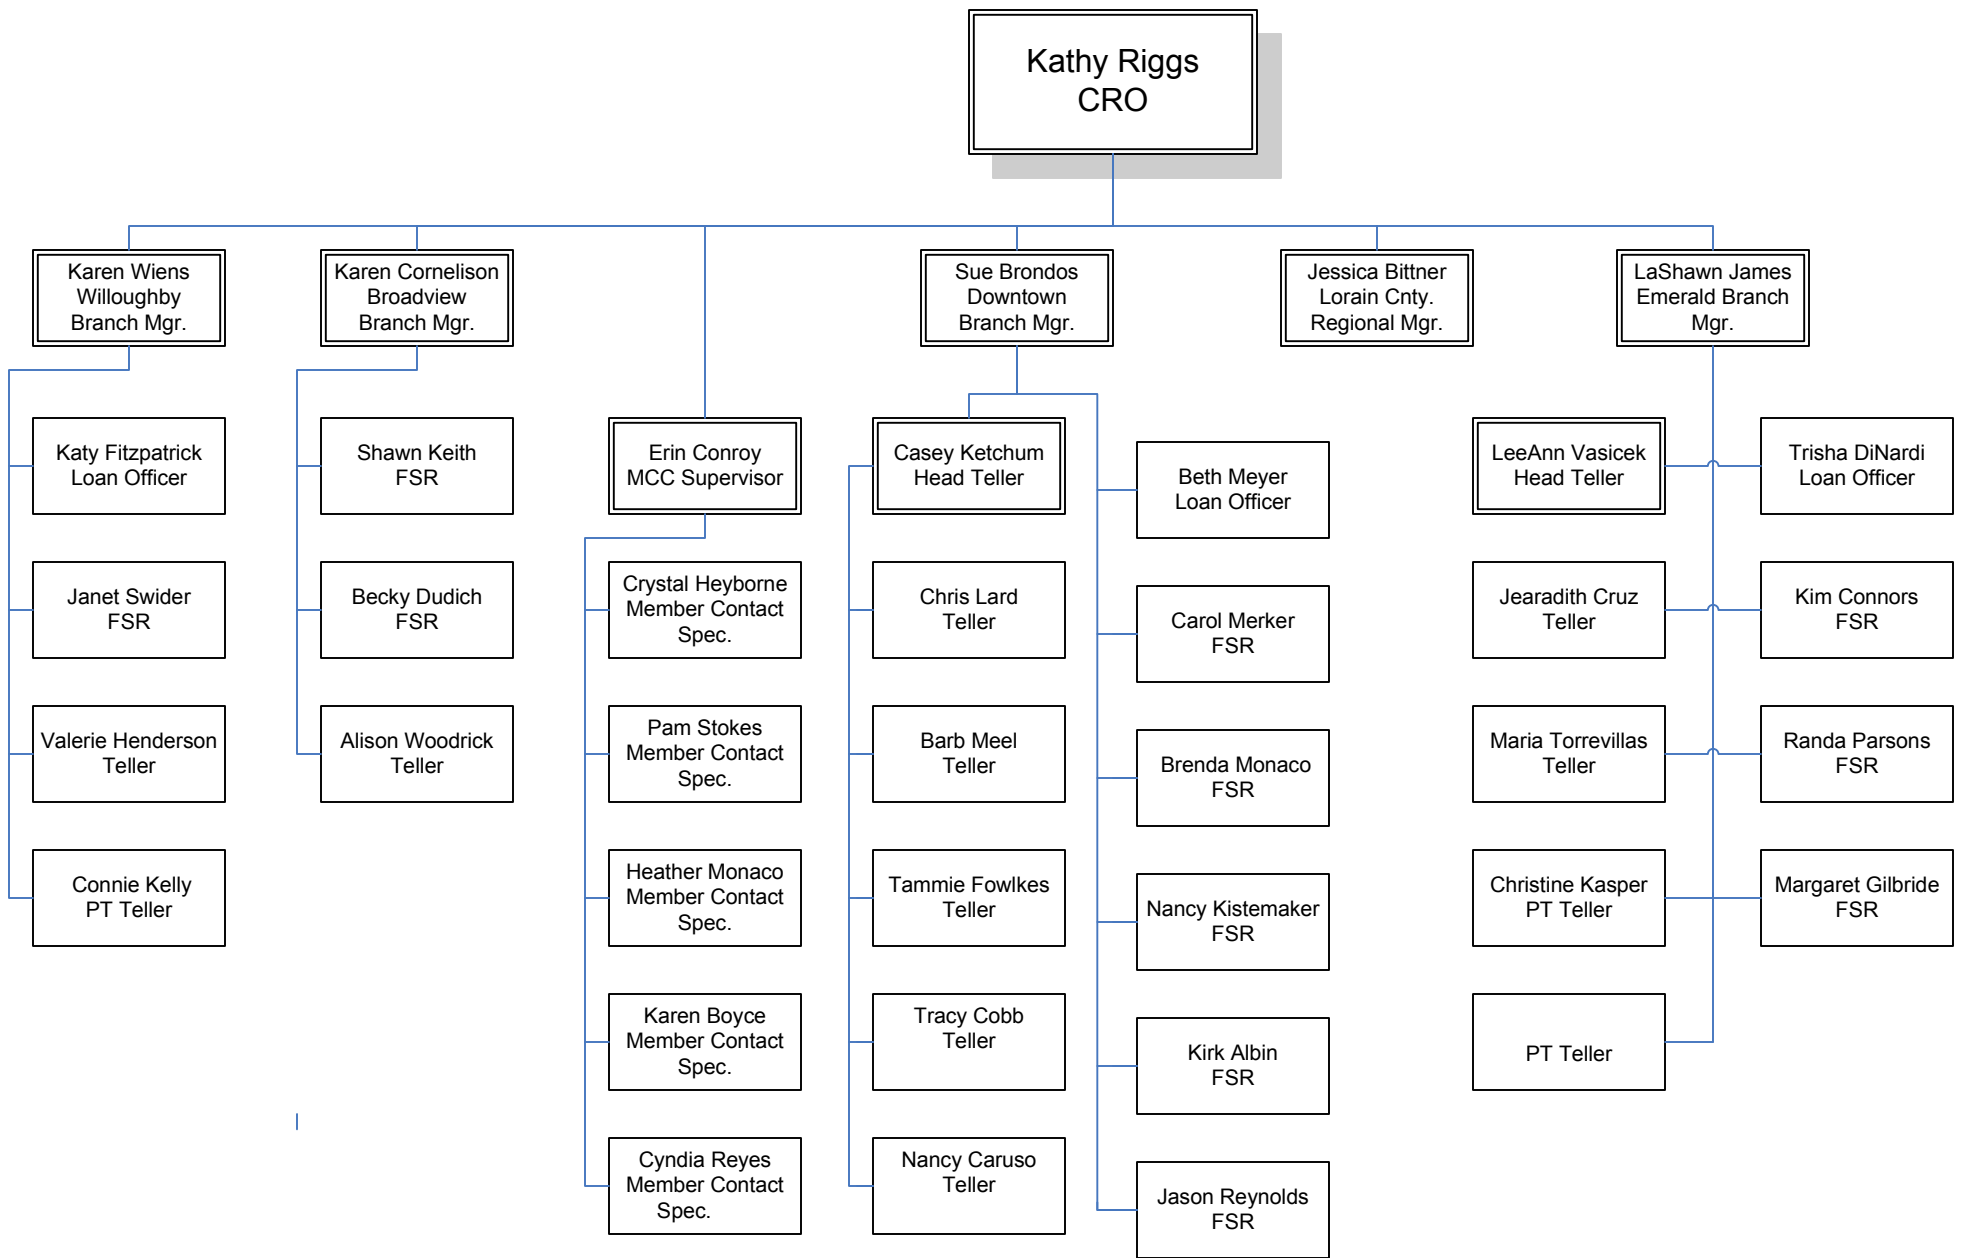 Kathy Riggs
CRO
Karen Wiens
Willoughby
Branch Mgr.
Karen Cornelison
Broadview
Branch Mgr.
Sue Brondos
Downtown
Branch Mgr.
Jessica Bittner
Lorain Cnty.
Regional Mgr.
LaShawn James
Emerald Branch
Mgr.
Katy Fitzpatrick
Loan Officer
Shawn Keith
FSR
Erin Conroy
MCC Supervisor
Casey Ketchum
Head Teller
Beth Meyer
Loan Officer
LeeAnn Vasicek
Head Teller
Trisha DiNardi
Loan Officer
Janet Swider
FSR
Becky Dudich
FSR
Crystal Heyborne
Member Contact
Spec.
Chris Lard
Teller
Carol Merker
FSR
Jearadith Cruz
Teller
Kim Connors
FSR
Valerie Henderson
Teller
Alison Woodrick
Teller
Pam Stokes
Member Contact
Spec.
Barb Meel
Teller
Brenda Monaco
FSR
Maria Torrevillas
Teller
Randa Parsons
FSR
Connie Kelly
PT Teller
Heather Monaco
Member Contact
Spec.
Tammie Fowlkes
Teller
Nancy Kistemaker
FSR
Christine Kasper
PT Teller
Margaret Gilbride
FSR
Karen Boyce
Member Contact
Spec.
Tracy Cobb
Teller
Kirk Albin
FSR
PT Teller
Cyndia Reyes
Member Contact
Spec.
Nancy Caruso
Teller
Jason Reynolds
FSR